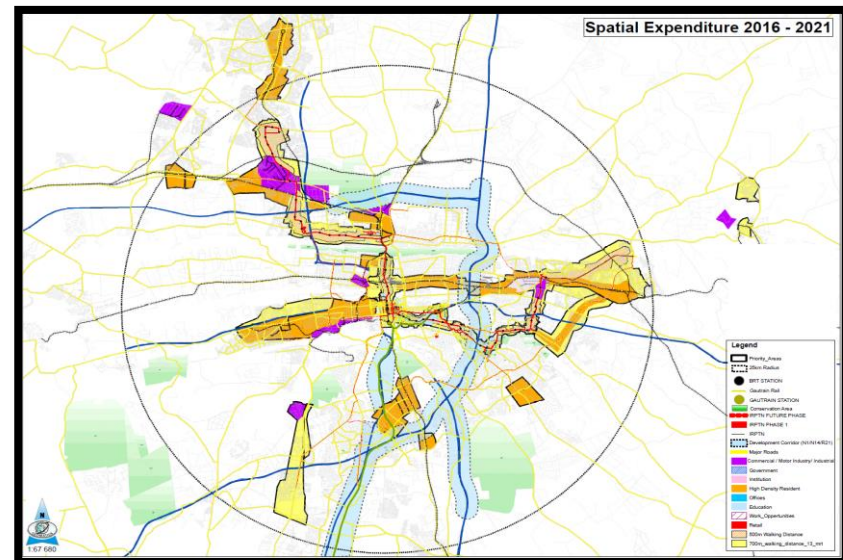 Spatial Expenditure 2016 - 2021
Legend
Priority_Areas
25km Radius
BRT STATION
Gautrain Rail
GAUTRAIN STATION
Conservation Area
IRPTN FUTURE PHASE
IRPTN PHASE 1
IRPTN
Development Corridor (N1/N14/R21)
Major Roads
Commercial / Motor Industry/ Industrial
Government
Institution
High Density Resident
Offices
Education
Work_Opportunities
Retail
500m Walking Distance
N
1:67 680